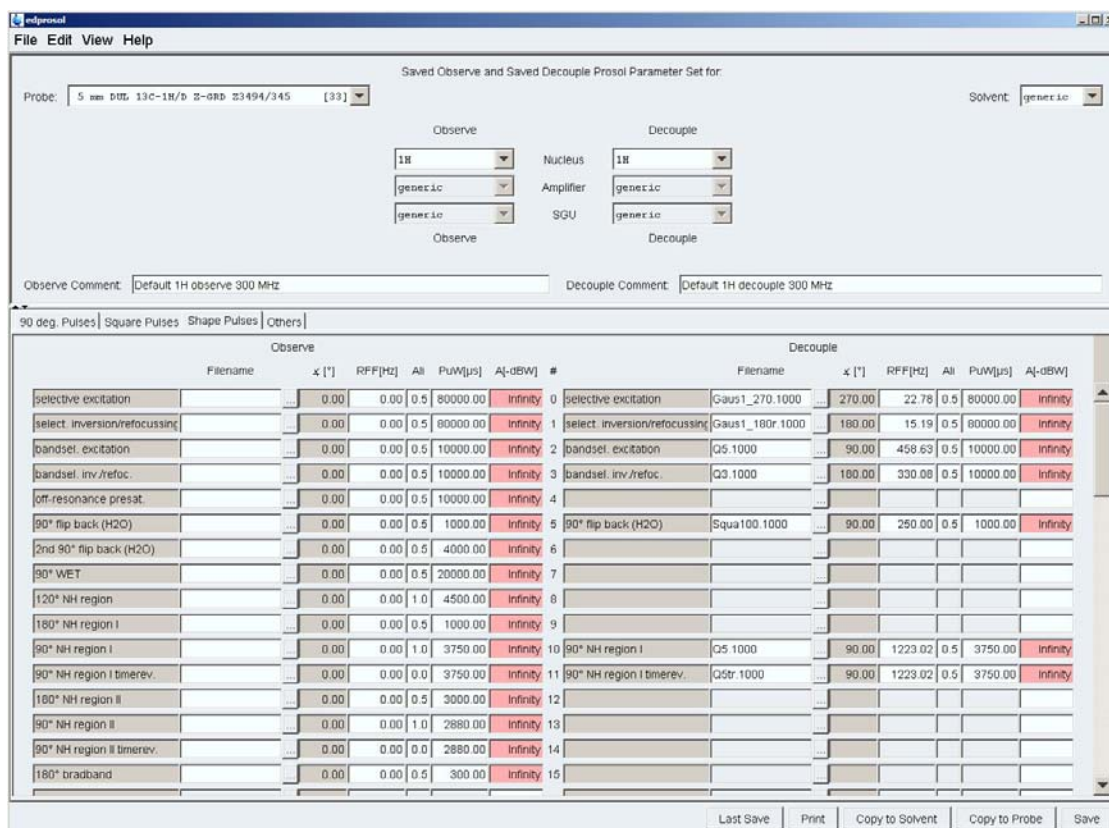 edprosol
File Edit View Help
Saved Observe and Saved Decouple Prosol Parameter Set for:
Probe: 5 mm DUL 13C-1H/D Z-GRD Z3494/345 [33] Solvent: generic
Observe Decouple
1H Nucleus 1H
generic Amplifier generic
generic SGU generic
Observe Decouple
Observe Comment: Default 1H observe 300 MHz Decouple Comment: Default 1H decouple 300 MHz
90 deg. Pulses Square Pulses Shape Pulses Others
Observe Decouple
Filename ∡ [°] RFF[Hz] Ali PuW[µs] A[-dBW] # Filename ∡ [°] RFF[Hz] Ali PuW[µs] A[-dBW]
selective excitation ... 0.00 0.00 0.5 80000.00 Infinity 0 selective excitation Gaus1_270.1000 ... 270.00 22.78 0.5 80000.00 Infinity
select. inversion/refocussing ... 0.00 0.00 0.5 80000.00 Infinity 1 select. inversion/refocussing Gaus1_180r.1000 ... 180.00 15.19 0.5 80000.00 Infinity
bandsel. excitation ... 0.00 0.00 0.5 10000.00 Infinity 2 bandsel. excitation Q5.1000 ... 90.00 458.63 0.5 10000.00 Infinity
bandsel. inv./refoc. ... 0.00 0.00 0.5 10000.00 Infinity 3 bandsel. inv./refoc. Q3.1000 ... 180.00 330.08 0.5 10000.00 Infinity
off-resonance presat. ... 0.00 0.00 0.5 10000.00 Infinity 4 ...
90° flip back (H2O) ... 0.00 0.00 0.5 1000.00 Infinity 5 90° flip back (H2O) Squa100.1000 ... 90.00 250.00 0.5 1000.00 Infinity
2nd 90° flip back (H2O) ... 0.00 0.00 0.5 4000.00 Infinity 6 ...
90° WET ... 0.00 0.00 0.5 20000.00 Infinity 7 ...
120° NH region ... 0.00 0.00 1.0 4500.00 Infinity 8 ...
180° NH region I ... 0.00 0.00 0.5 1000.00 Infinity 9 ...
90° NH region I ... 0.00 0.00 1.0 3750.00 Infinity 10 90° NH region I Q5.1000 ... 90.00 1223.02 0.5 3750.00 Infinity
90° NH region I timerev. ... 0.00 0.00 0.0 3750.00 Infinity 11 90° NH region I timerev. Q5tr.1000 ... 90.00 1223.02 0.5 3750.00 Infinity
180° NH region II ... 0.00 0.00 0.5 3000.00 Infinity 12 ...
90° NH region II ... 0.00 0.00 1.0 2880.00 Infinity 13 ...
90° NH region II timerev. ... 0.00 0.00 0.0 2880.00 Infinity 14 ...
180° bradband ... 0.00 0.00 0.5 300.00 Infinity 15 ...
Last Save Print Copy to Solvent Copy to Probe Save